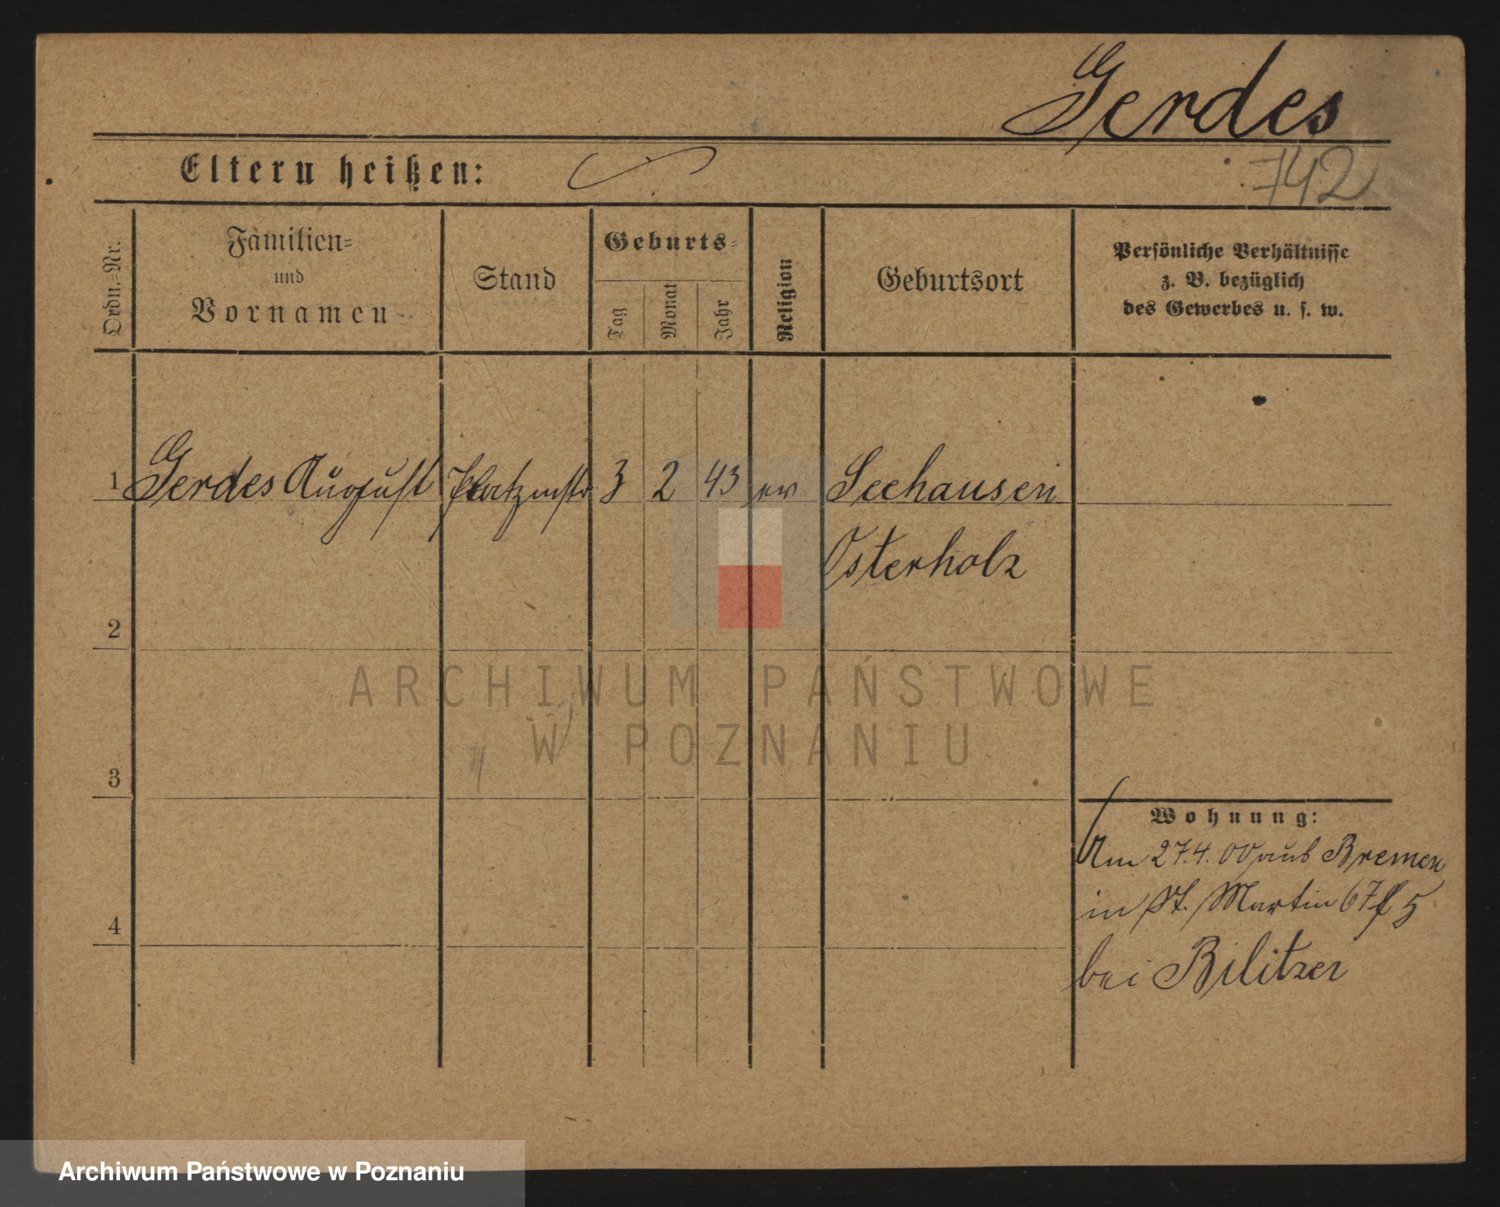 Gerdes
Eltern heißen:
742
Ordn.-Nr.
Familien-
und
Vornamen
Stand
Geburts-
Tag
Monat
Jahr
Religion
Geburtsort
Persönliche Verhältnisse
z. B. bezüglich
des Gewerbes u. s. w.
1 Gerdes August Platzmstr 3 2 43 ev Seehausen
Osterholz
2
3
4
Wohnung:
Am 27.4.00 aus Bremen
in St. Martin 67
bei Bilitzer
ARCHIWUM PAŃSTWOWE
W POZNANIU
Archiwum Państwowe w Poznaniu